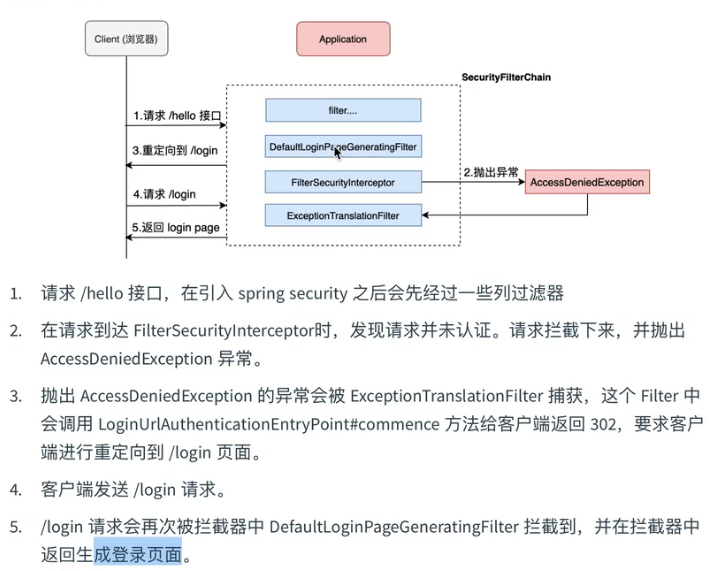 Client (浏览器)
Application
SecurityFilterChain
filter....
1.请求 /hello 接口
DefaultLoginPageGeneratingFilter
3.重定向到 /login
FilterSecurityInterceptor
2.抛出异常
AccessDeniedException
4.请求 /login
ExceptionTranslationFilter
5.返回 login page
1. 请求 /hello 接口，在引入 spring security 之后会先经过一些列过滤器
2. 在请求到达 FilterSecurityInterceptor时，发现请求并未认证。请求拦截下来，并抛出
AccessDeniedException 异常。
3. 抛出 AccessDeniedException 的异常会被 ExceptionTranslationFilter 捕获，这个 Filter 中
会调用 LoginUrlAuthenticationEntryPoint#commence 方法给客户端返回 302，要求客户
端进行重定向到 /login 页面。
4. 客户端发送 /login 请求。
5. /login 请求会再次被拦截器中 DefaultLoginPageGeneratingFilter 拦截到，并在拦截器中
返回生成登录页面。